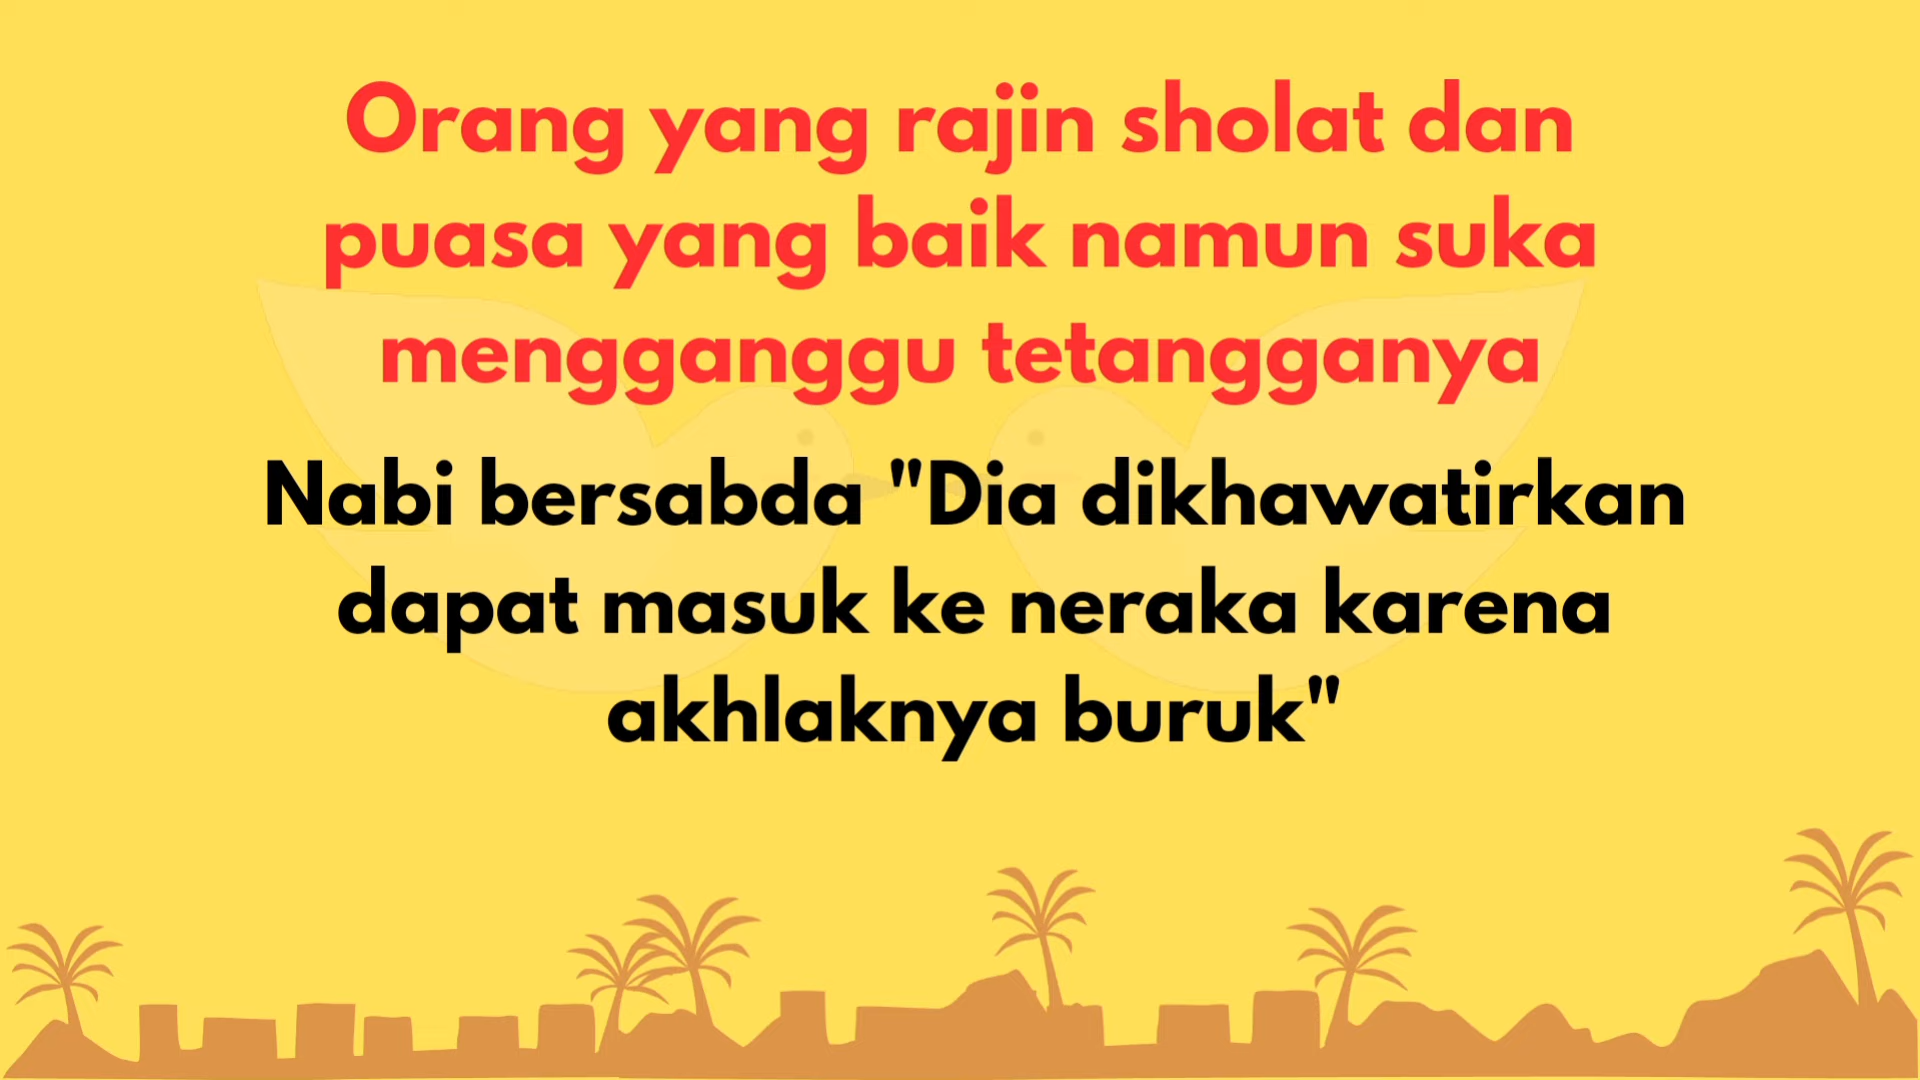 Orang yang rajin sholat dan
puasa yang baik namun suka
mengganggu tetangganya
Nabi bersabda "Dia dikhawatirkan
dapat masuk ke neraka karena
akhlaknya buruk"